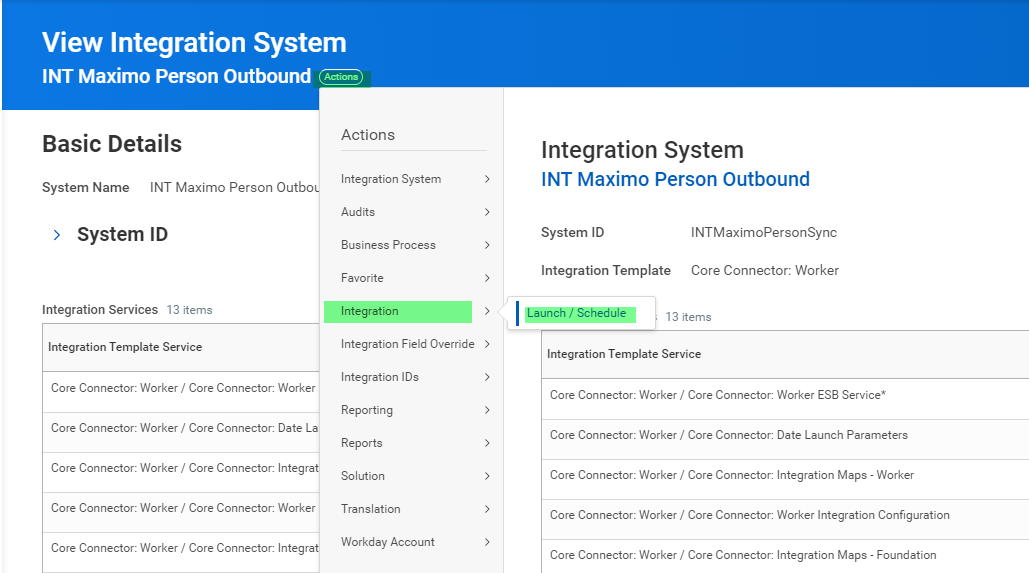 View Integration System
INT Maximo Person Outbound Actions
Basic Details
System Name INT Maximo Person Outbou
System ID
Integration Services 13 items
Integration Template Service
Core Connector: Worker / Core Connector: Worker
Core Connector: Worker / Core Connector: Date La
Core Connector: Worker / Core Connector: Integrat
Core Connector: Worker / Core Connector: Worker
Core Connector: Worker / Core Connector: Integrat
Actions
Integration System
Audits
Business Process
Favorite
Integration
Integration Field Override
Integration IDs
Reporting
Reports
Solution
Translation
Workday Account
Launch / Schedule
Integration System
INT Maximo Person Outbound
System ID INTMaximoPersonSync
Integration Template Core Connector: Worker
s 13 items
Integration Template Service
Core Connector: Worker / Core Connector: Worker ESB Service*
Core Connector: Worker / Core Connector: Date Launch Parameters
Core Connector: Worker / Core Connector: Integration Maps - Worker
Core Connector: Worker / Core Connector: Worker Integration Configuration
Core Connector: Worker / Core Connector: Integration Maps - Foundation